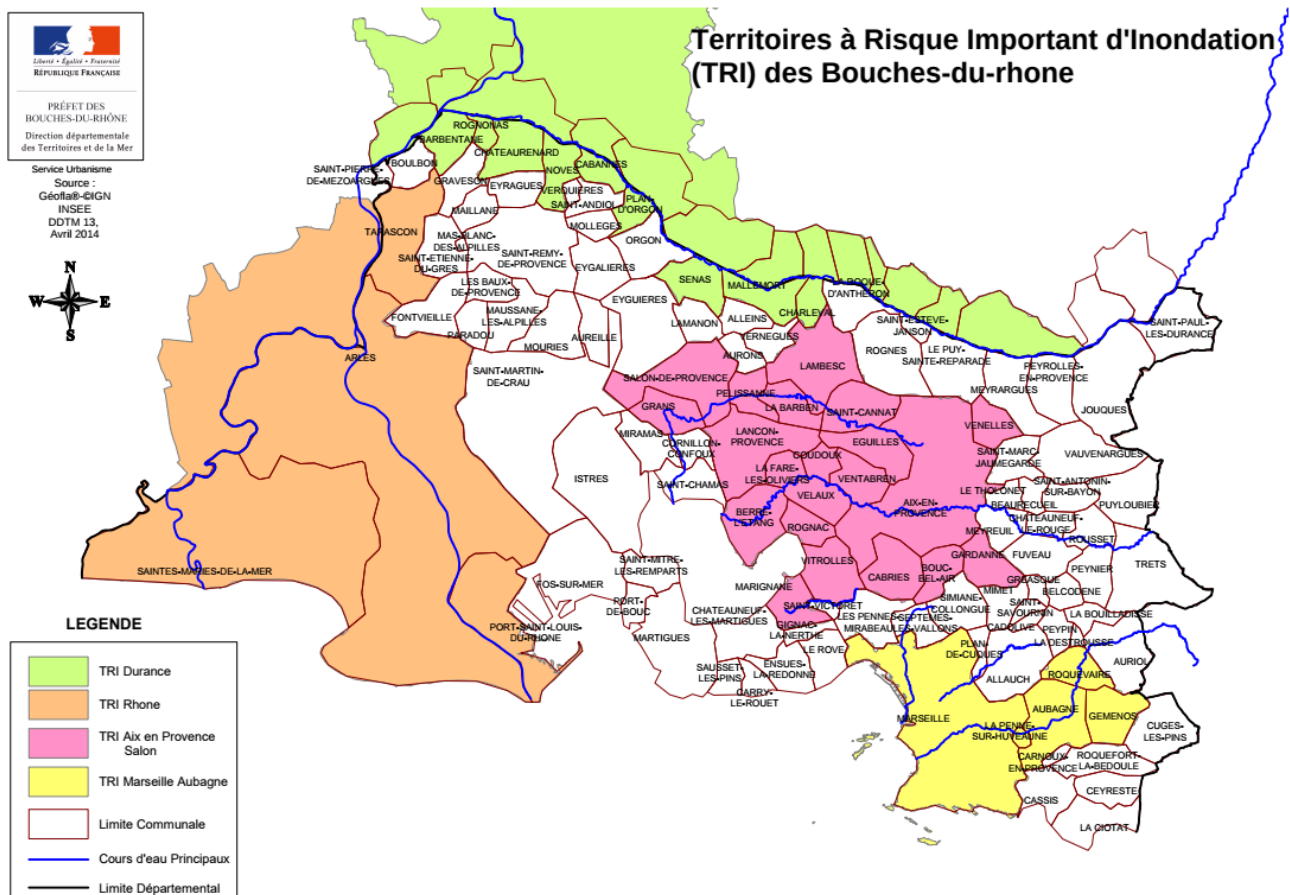 Territoires à Risque Important d'Inondation
(TRI) des Bouches-du-rhone
Liberté • Égalité • Fraternité
RÉPUBLIQUE FRANÇAISE
PRÉFET DES
BOUCHES-DU-RHÔNE
Direction départementale
des Territoires et de la Mer
Service Urbanisme
Source :
Géofla®-©IGN
INSEE
DDTM 13,
Avril 2014
N
W
E
S
ROGNONAS
BARBENTANE
CHATEAURENARD
CABANNES
BOULBON
SAINT-PIERRE-
DE-MEZOARGUES
NOVES
GRAVESON
EYRAGUES
VERQUIERES
SAINT-ANDIOL
PLAN-
D'ORGON
MAILLANE
MOLLEGES
TARASCON
MAS-BLANC-
DES-ALPILLES
ORGON
SAINT-ETIENNE-
DU-GRES
SAINT-REMY-
DE-PROVENCE
EYGALIERES
SENAS
MALLEMORT
LA-ROQUE-
D'ANTHERON
LES BAUX-
DE-PROVENCE
EYGUIERES
FONTVIEILLE
MAUSSANE-
LES-ALPILLES
LAMANON
ALLEINS
CHARLEVAL
SAINT-ESTEVE-
JANSON
SAINT-PAUL-
LES-DURANCE
PARADOU
MOURIES
AUREILLE
VERNEGUES
ARLES
AURONS
ROGNES
LE PUY-
SAINTE-REPARADE
SAINT-MARTIN-
DE-CRAU
LAMBESC
PEYROLLES-
EN-PROVENCE
SALON-DE-PROVENCE
MEYRARGUES
PELISSANNE
GRANS
LA BARBEN
SAINT-CANNAT
JOUQUES
VENELLES
MIRAMAS
LANCON-
PROVENCE
EGUILLES
CORNILLON-
CONFOUX
COUDOUX
SAINT-MARC-
JAUMEGARDE
VAUVENARGUES
ISTRES
SAINT-CHAMAS
LA FARE-
LES-OLIVIERS
VENTABREN
SAINT-ANTONIN-
SUR-BAYON
LE THOLONET
VELAUX
AIX-EN-
PROVENCE
BEAURECUEIL
PUYLOUBIER
BERRE-
L'ETANG
ROGNAC
CHATEAUNEUF-
LE-ROUGE
MEYREUIL
ROUSSET
SAINT-MITRE-
LES-REMPARTS
VITROLLES
GARDANNE
FUVEAU
TRETS
SAINTES-MARIES-DE-LA-MER
FOS-SUR-MER
MARIGNANE
CABRIES
BOUC-
BEL-AIR
PEYNIER
GREASQUE
MIMET
BELCODENE
PORT-
DE-BOUC
CHATEAUNEUF-
LES-MARTIGUES
SAINT-VICTORET
SIMIANE-
COLLONGUE
SAINT-
SAVOURNIN
LA BOUILLADISSE
PORT-SAINT-LOUIS-
DU-RHONE
MARTIGUES
GIGNAC-
LA-NERTHE
LES PENNES-
MIRABEAU
SEPTEMES-
LES-VALLONS
CADOLIVE
PEYPIN
LA DESTROUSSE
LE ROVE
PLAN-
DE-CUQUES
AURIOL
SAUSSET-
LES-PINS
ENSUES-
LA-REDONNE
ALLAUCH
ROQUEVAIRE
CARRY-
LE-ROUET
MARSEILLE
AUBAGNE
GEMENOS
LA PENNE-
SUR-HUVEAUNE
CUGES-
LES-PINS
CARNOUX-
EN-PROVENCE
ROQUEFORT-
LA-BEDOULE
CASSIS
CEYRESTE
LA CIOTAT
LEGENDE
TRI Durance
TRI Rhone
TRI Aix en Provence
Salon
TRI Marseille Aubagne
Limite Communale
Cours d'eau Principaux
Limite Départemental